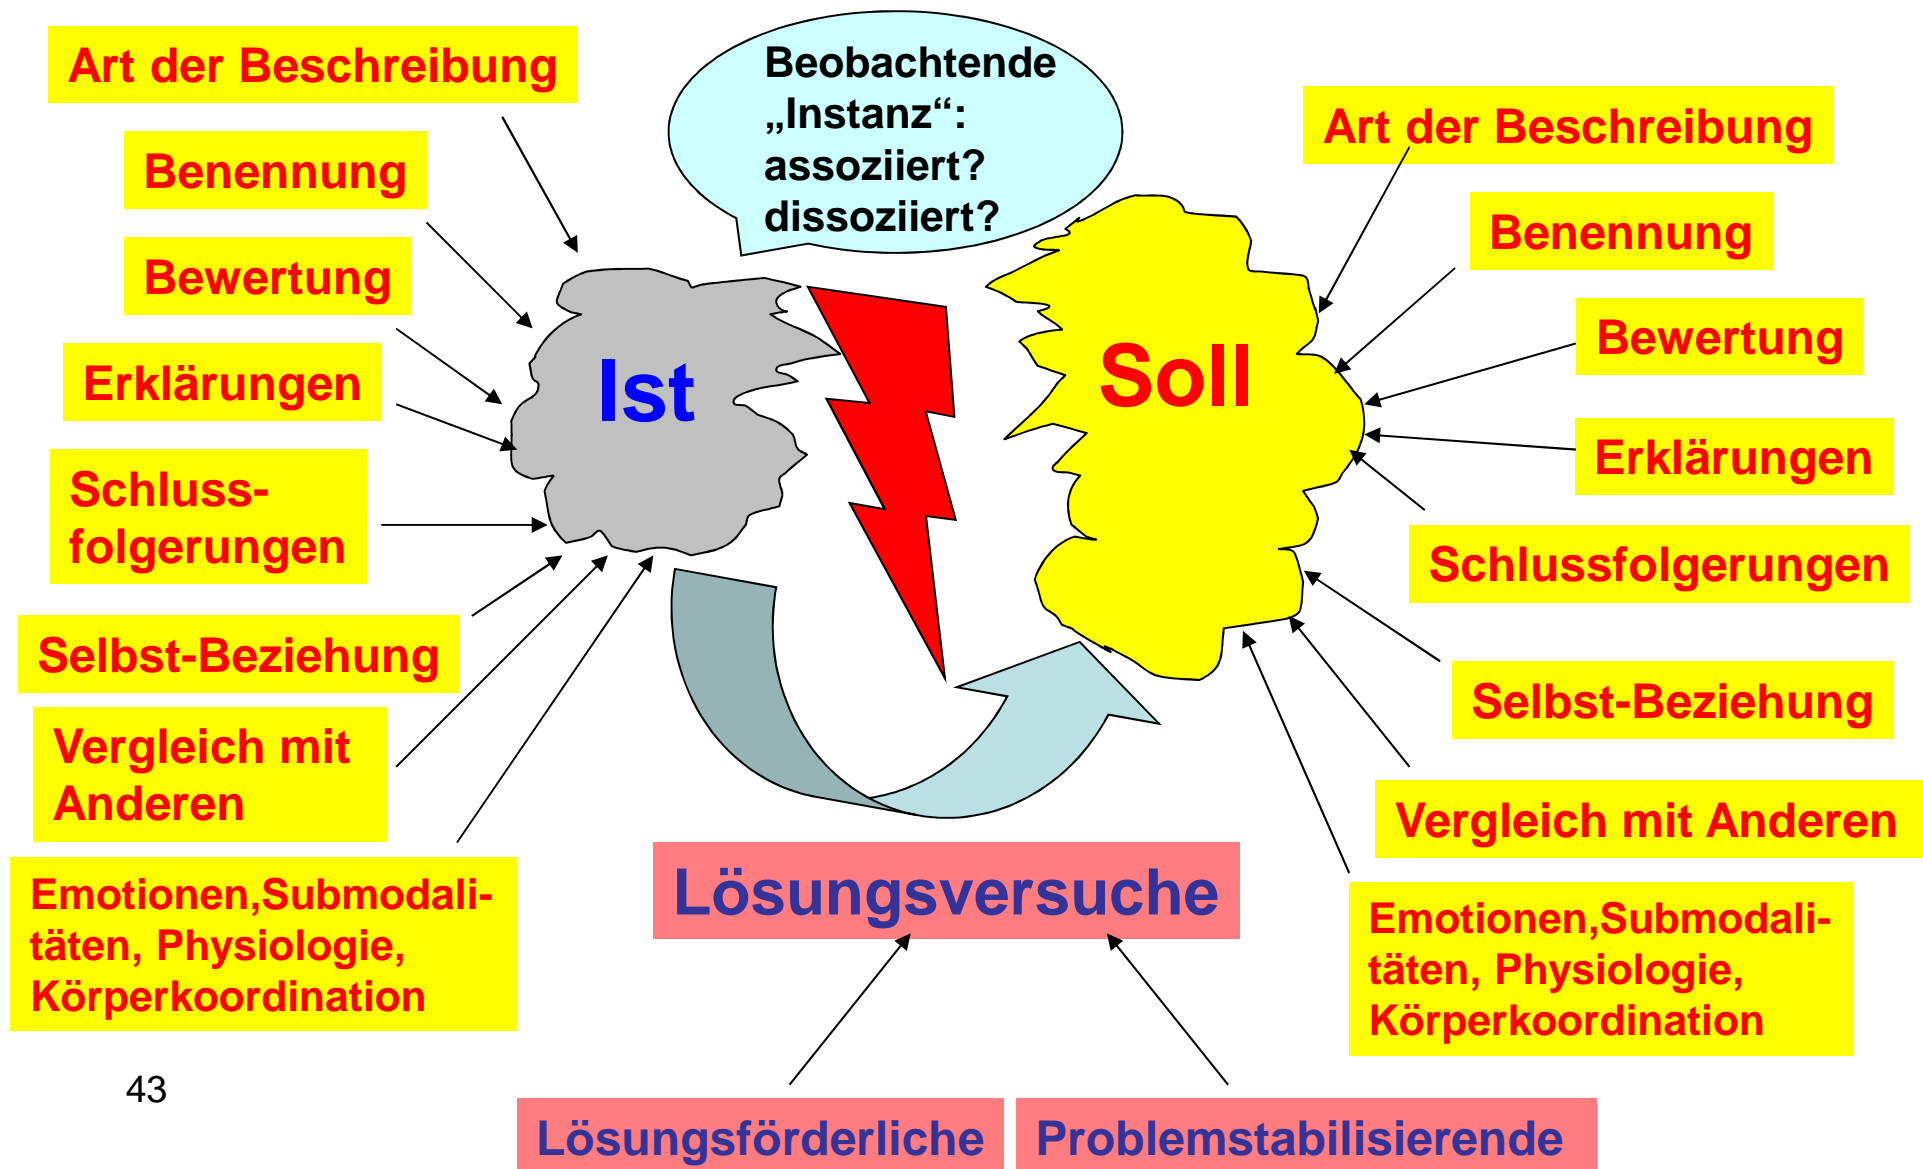 Art der Beschreibung
Benennung
Bewertung
Erklärungen
Schluss-
folgerungen
Selbst-Beziehung
Vergleich mit
Anderen
Emotionen,Submodali-
täten, Physiologie,
Körperkoordination
Beobachtende
„Instanz“:
assoziiert?
dissoziiert?
Ist
Soll
Art der Beschreibung
Benennung
Bewertung
Erklärungen
Schlussfolgerungen
Selbst-Beziehung
Vergleich mit Anderen
Emotionen,Submodali-
täten, Physiologie,
Körperkoordination
Lösungsversuche
Lösungsförderliche
Problemstabilisierende
43